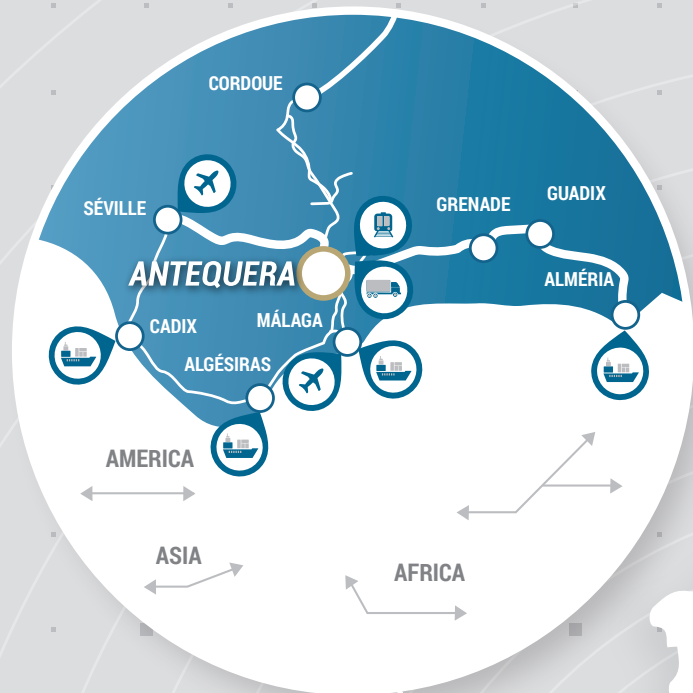 CORDOUE
GUADIX
GRENADE
SÉVILLE
ANTEQUERA
ALMÉRIA
MÁLAGA
CADIX
ALGÉSIRAS
AMERICA
ASIA
AFRICA